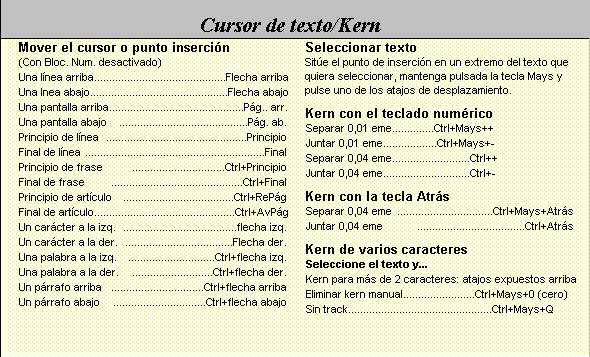 Cursor de texto/Kern
Mover el cursor o punto inserción
(Con Bloc. Num. desactivado)
Una línea arriba............................................Flecha arriba
Una lnea abajo..............................................Flecha abajo
Una pantalla arriba.............................................Pág.. arr.
Una pantalla abajo ..........................................Pág. ab.
Principio de línea ...............................................Principio
Final de línea ............................................................Final
Principio de frase ...............................Ctrl+Principio
Final de frase ............................................Ctrl+Final
Principio de artículo .....................................Ctrl+RePág
Final de artículo..............................................Ctrl+AvPág
Un carácter a la izq. ......................................flecha izq.
Un carácter a la der. ....................................Flecha der.
Una palabra a la izq. ...............................Ctrl+flecha izq.
Una palabra a la der. ...........................Ctrl+flecha der.
Un párrafo arriba ...............................Ctrl+flecha arriba
Un párrafo abajo ...............................Ctrl+flecha abajo
Seleccionar texto
Sitúe el punto de inserción en un extremo del texto que
quiera seleccionar, mantenga pulsada la tecla Mays y
pulse uno de los atajos de desplazamiento.
Kern con el teclado numérico
Separar 0,01 eme..............Ctrl+Mays++
Juntar 0,01 eme..................Ctrl+Mays+-
Separar 0,04 eme..........................Ctrl++
Juntar 0,04 eme.............................Ctrl+-
Kern con la tecla Atrás
Separar 0,04 eme ................................Ctrl+Mays+Atrás
Juntar 0,04 eme ....................................Ctrl+Atrás
Kern de varios caracteres
Seleccione el texto y...
Kern para más de 2 caracteres: atajos expuestos arriba
Eliminar kern manual........................Ctrl+Mays+0 (cero)
Sin track................................................Ctrl+Mays+Q